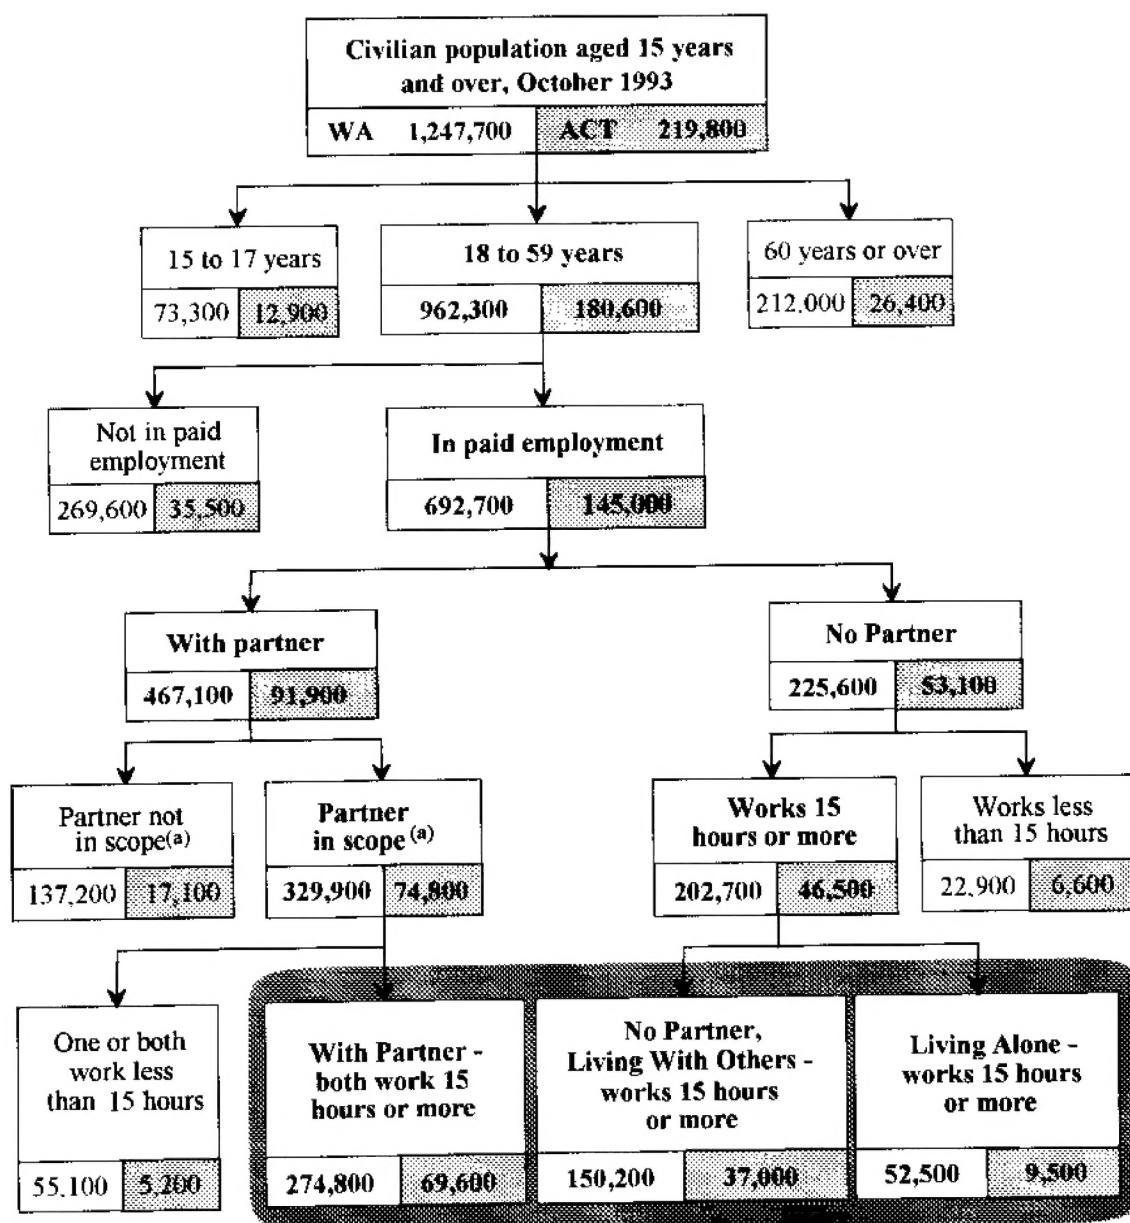 Civilian population aged 15 years
and over, October 1993
WA 1,247,700 ACT 219,800
15 to 17 years
73,300 12,900
18 to 59 years
962,300 180,600
60 years or over
212,000 26,400
Not in paid
employment
269,600 35,500
In paid employment
692,700 145,000
With partner
467,100 91,900
No Partner
225,600 53,100
Partner not
in scope(a)
137,200 17,100
Partner
in scope (a)
329,900 74,800
Works 15
hours or more
202,700 46,500
Works less
than 15 hours
22,900 6,600
One or both
work less
than 15 hours
55,100 5,200
With Partner -
both work 15
hours or more
274,800 69,600
No Partner,
Living With Others -
works 15 hours
or more
150,200 37,000
Living Alone -
works 15 hours
or more
52,500 9,500